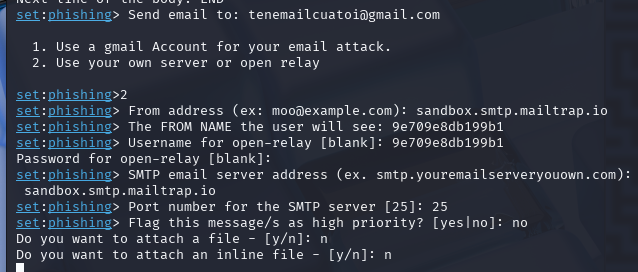 Next line of the body: END
set:phishing> Send email to: tenemailcuatoi@gmail.com
1. Use a gmail Account for your email attack.
2. Use your own server or open relay
set:phishing>2
set:phishing> From address (ex: moo@example.com): sandbox.smtp.mailtrap.io
set:phishing> The FROM NAME the user will see: 9e709e8db199b1
set:phishing> Username for open-relay [blank]: 9e709e8db199b1
Password for open-relay [blank]:
set:phishing> SMTP email server address (ex. smtp.youremailserveryouown.com):
sandbox.smtp.mailtrap.io
set:phishing> Port number for the SMTP server [25]: 25
set:phishing> Flag this message/s as high priority? [yes|no]: no
Do you want to attach a file - [y/n]: n
Do you want to attach an inline file - [y/n]: n